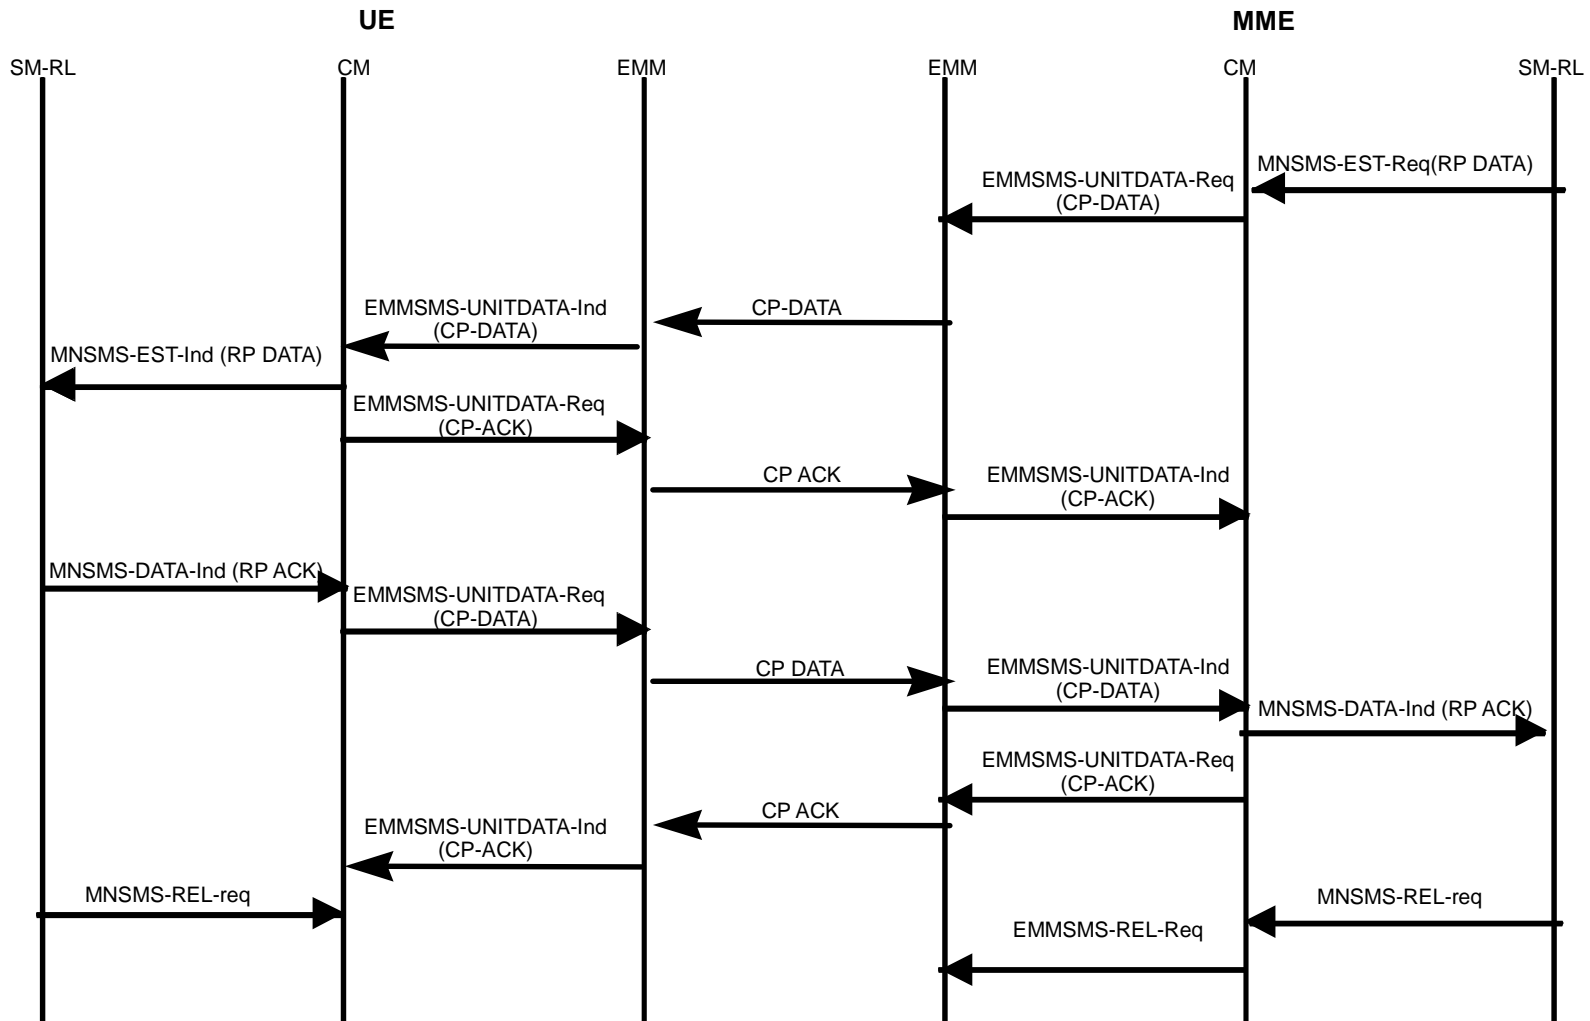 UE
MME
SM-RL
CM
EMM
EMM
CM
SM-RL
MNSMS-EST-Req(RP DATA)
EMMSMS-UNITDATA-Req
(CP-DATA)
CP-DATA
EMMSMS-UNITDATA-Ind
(CP-DATA)
MNSMS-EST-Ind (RP DATA)
EMMSMS-UNITDATA-Req
(CP-ACK)
CP ACK
EMMSMS-UNITDATA-Ind
(CP-ACK)
MNSMS-DATA-Ind (RP ACK)
EMMSMS-UNITDATA-Req
(CP-DATA)
CP DATA
EMMSMS-UNITDATA-Ind
(CP-DATA)
MNSMS-DATA-Ind (RP ACK)
EMMSMS-UNITDATA-Req
(CP-ACK)
CP ACK
EMMSMS-UNITDATA-Ind
(CP-ACK)
MNSMS-REL-req
MNSMS-REL-req
EMMSMS-REL-Req